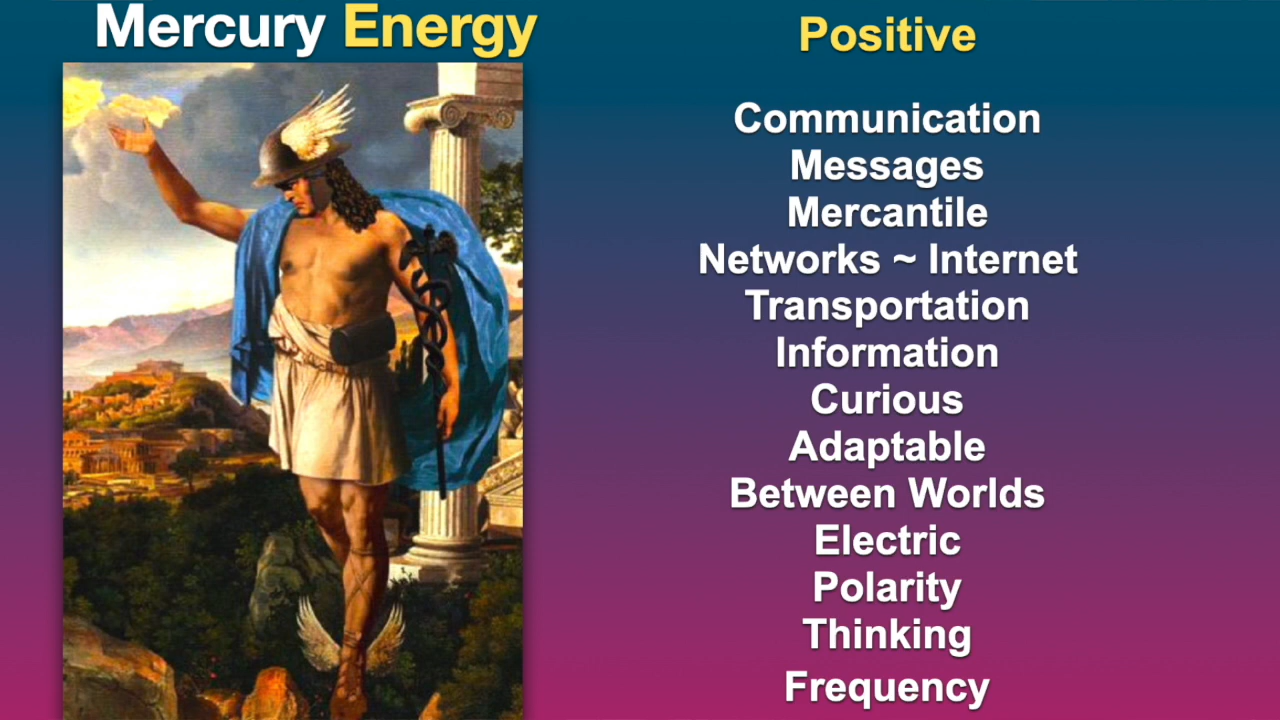 Mercury Energy
Positive
Communication
Messages
Mercantile
Networks ~ Internet
Transportation
Information
Curious
Adaptable
Between Worlds
Electric
Polarity
Thinking
Frequency